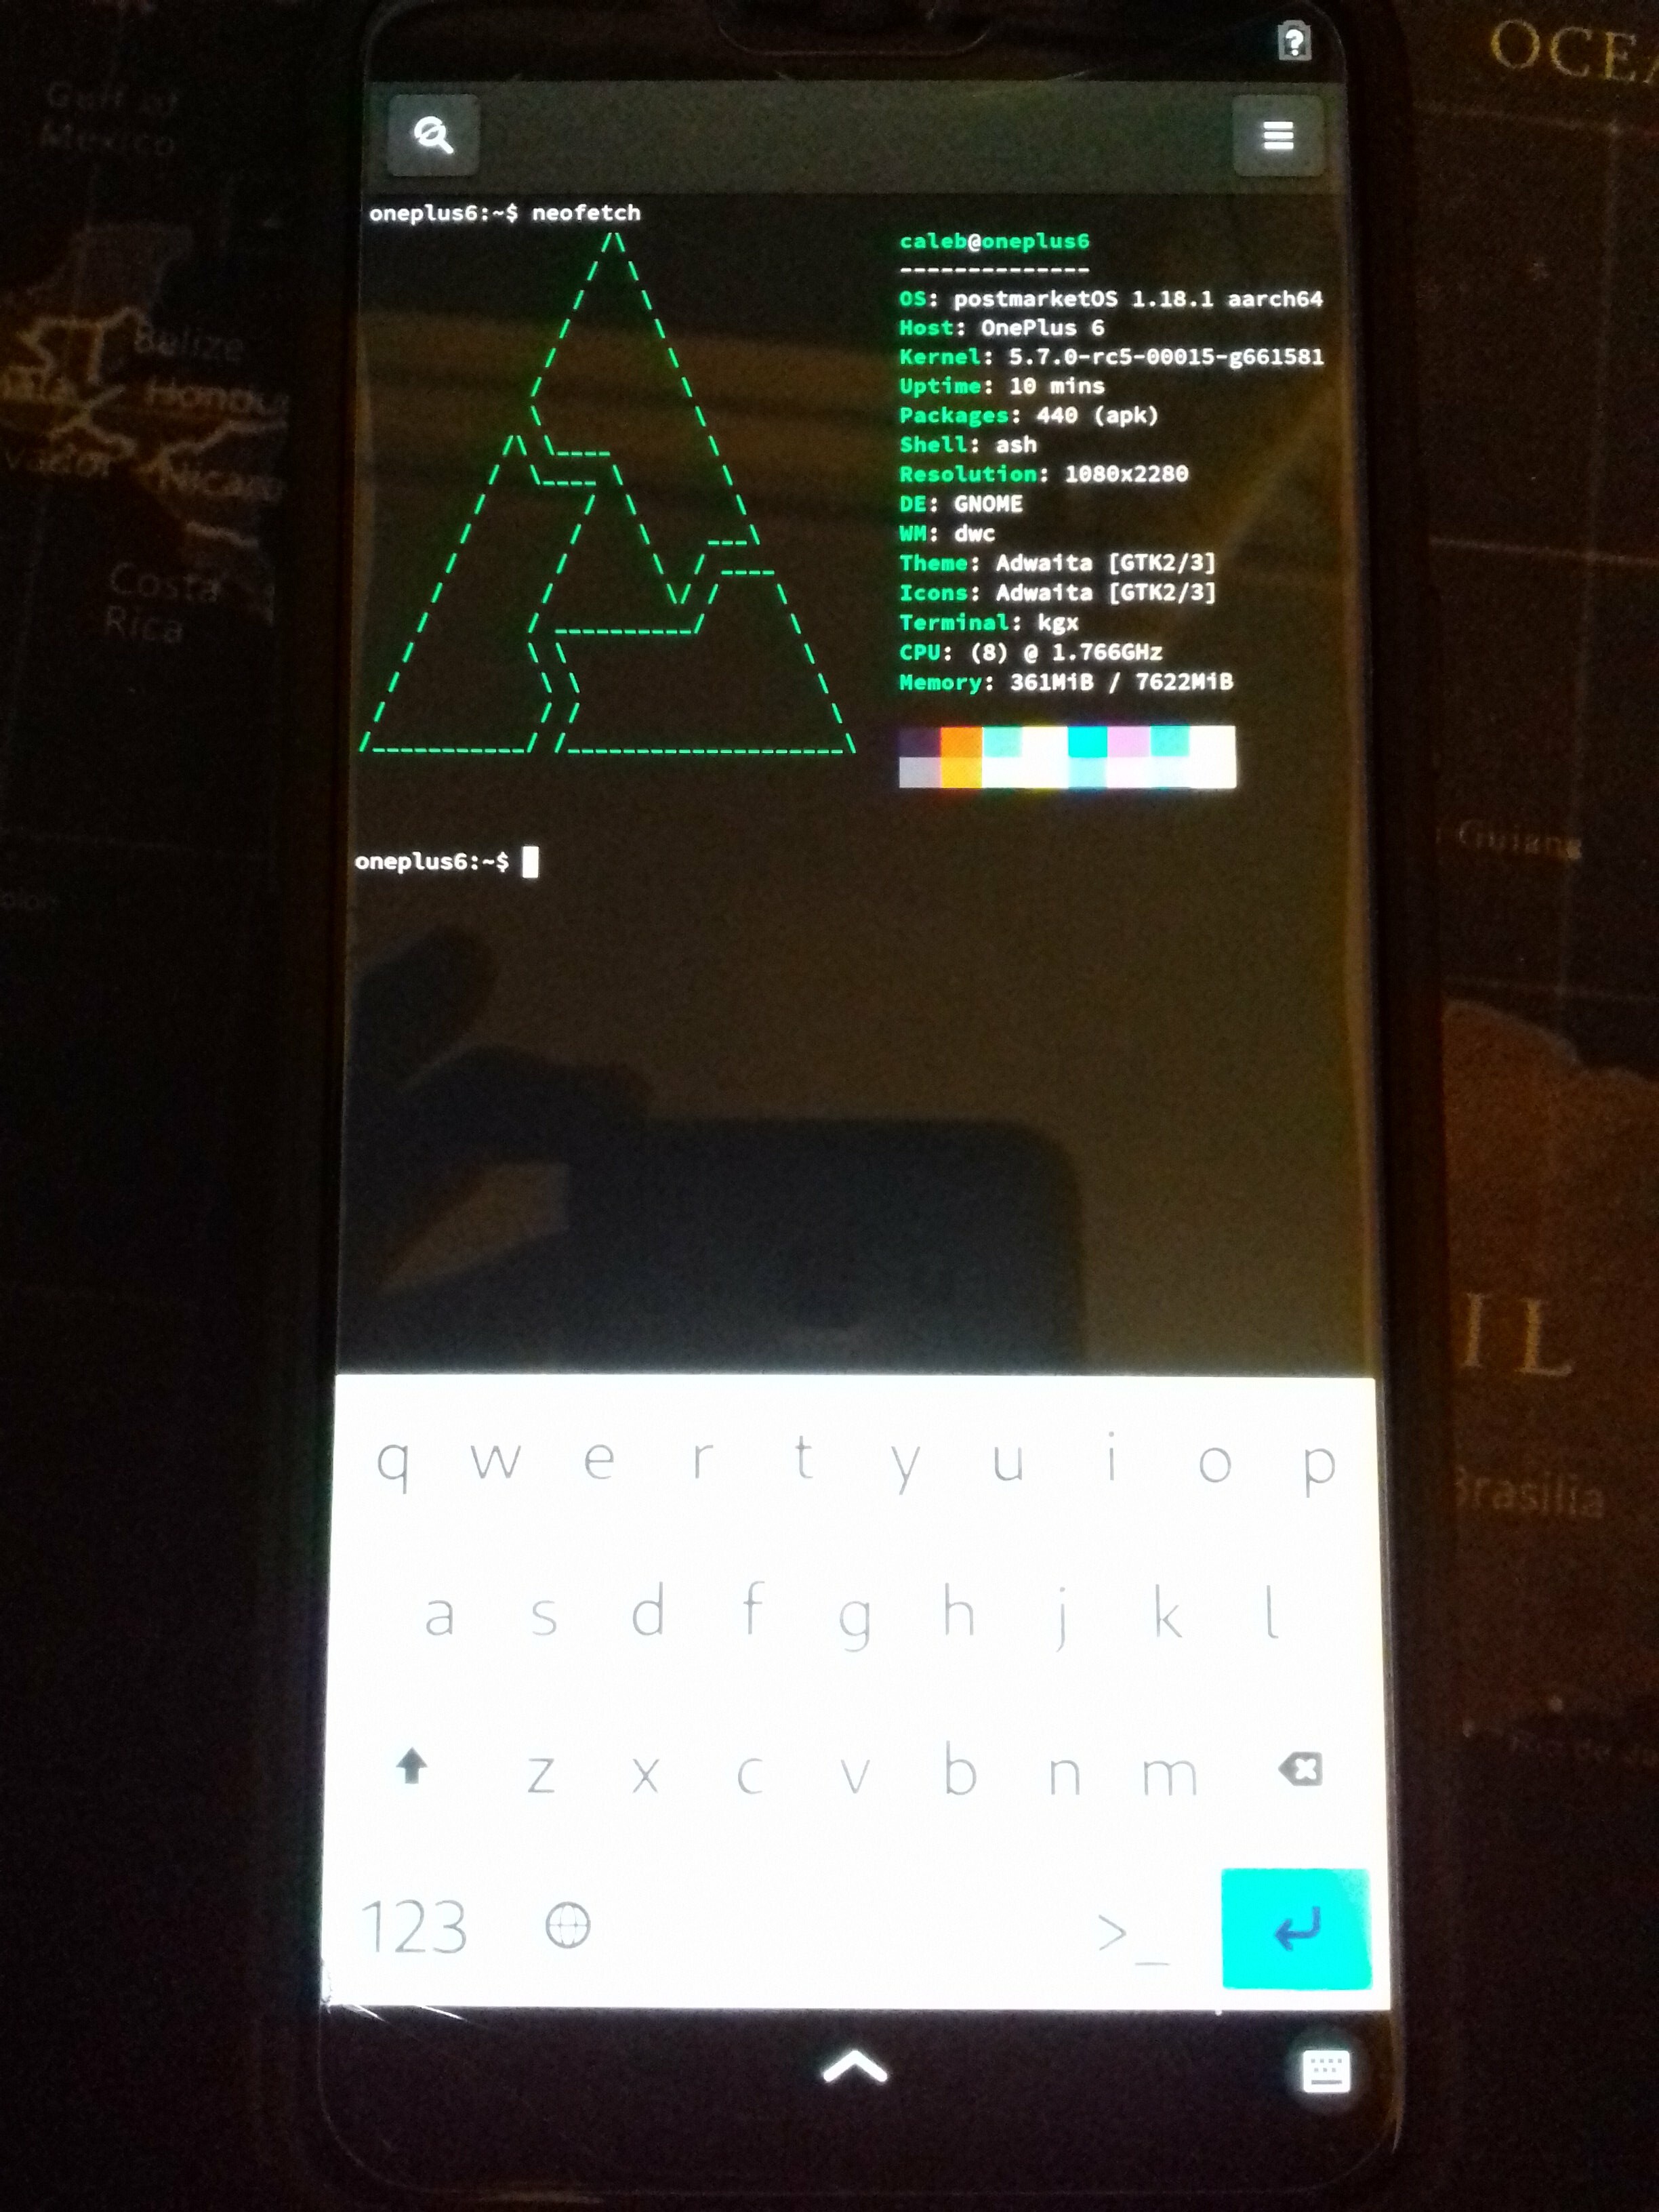 OCEA
Gulf of
Mexico
oneplus6:~$ neofetch
caleb@oneplus6
--------------
OS: postmarketOS 1.18.1 aarch64
Host: OnePlus 6
Kernel: 5.7.0-rc5-00015-g661581
Uptime: 10 mins
Packages: 440 (apk)
Shell: ash
Resolution: 1080x2280
DE: GNOME
WM: dwc
Theme: Adwaita [GTK2/3]
Icons: Adwaita [GTK2/3]
Terminal: kgx
CPU: (8) @ 1.766GHz
Memory: 361MiB / 7622MiB
Belize
Hondu
Nicara
Costa
Rica
oneplus6:~$
Guiana
IL
Brasilia
q w e r t y u i o p
a s d f g h j k l
z x c v b n m
123 >_